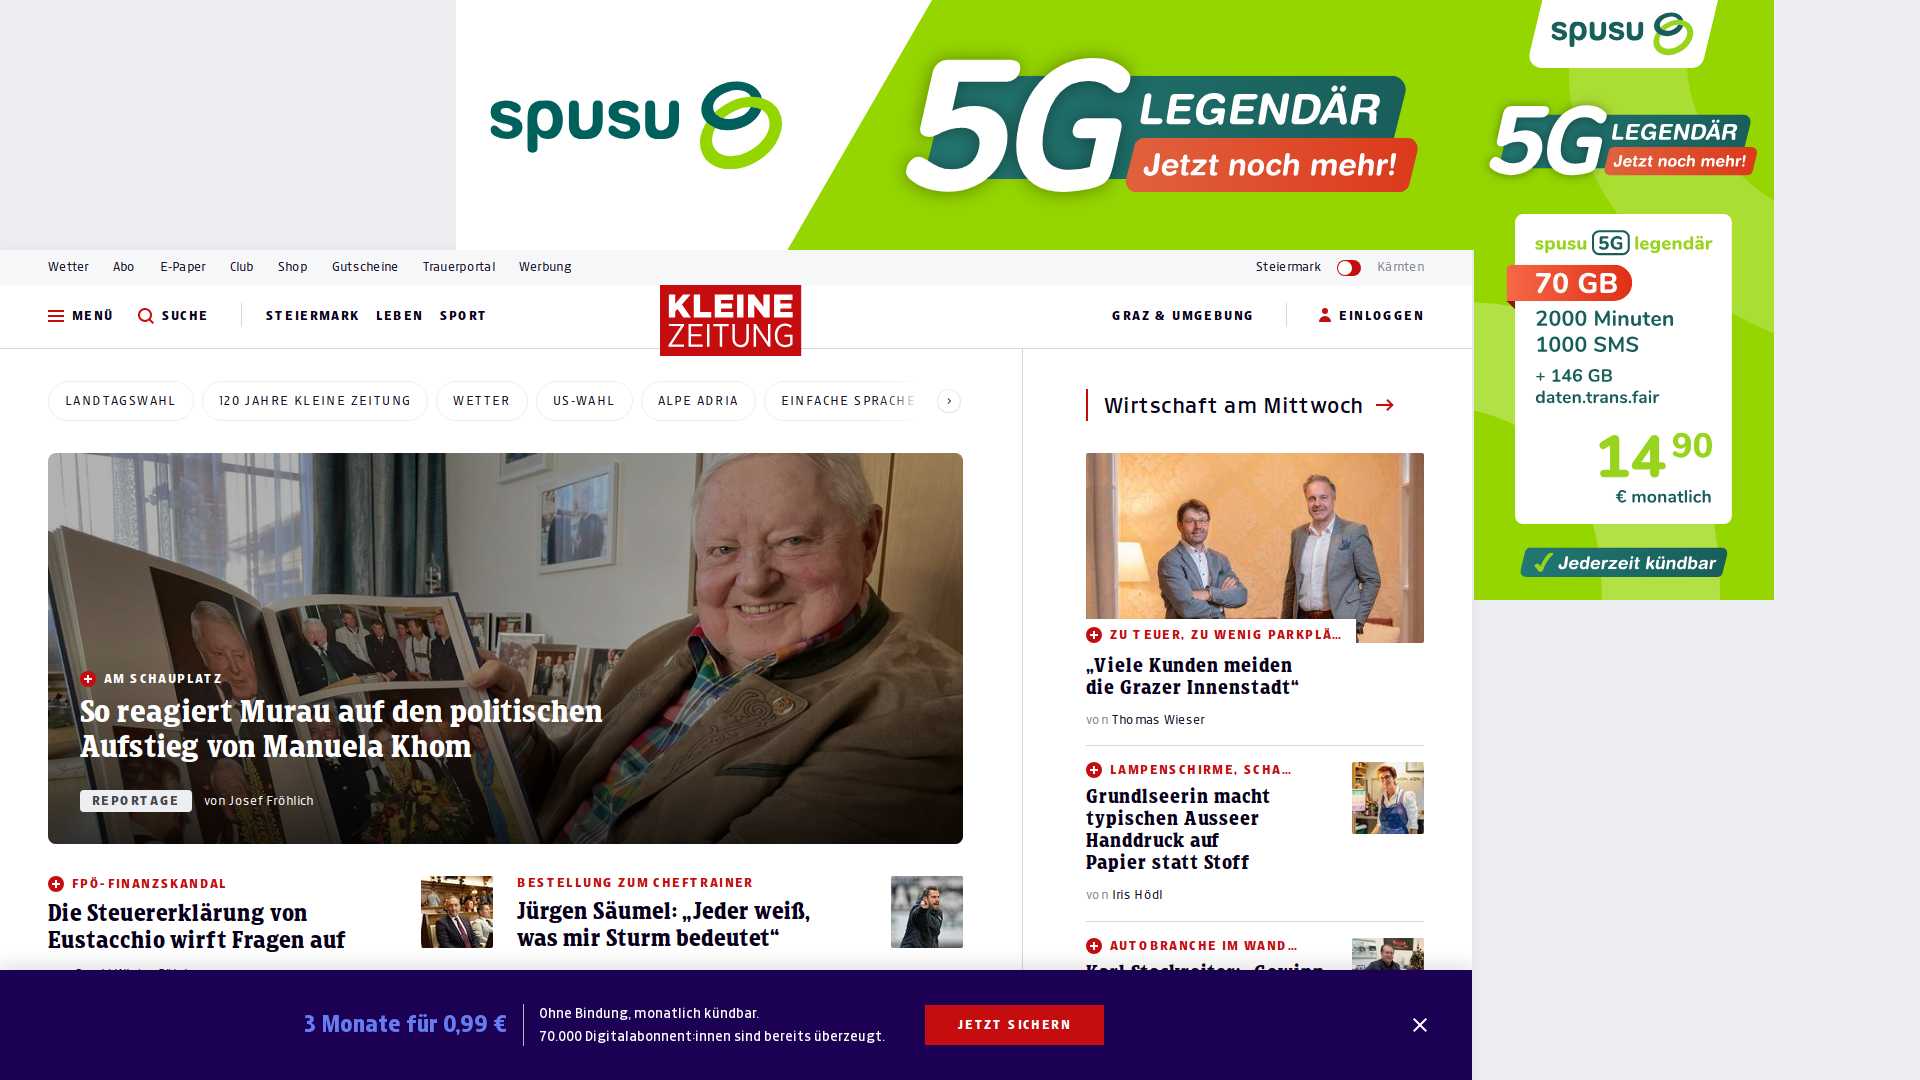 spusu
5G
LEGENDÄR
Jetzt noch mehr!
spusu
5G
LEGENDÄR
Jetzt noch mehr!
spusu 5G legendär
70 GB
2000 Minuten
1000 SMS
+ 146 GB
daten.trans.fair
14 90
€ monatlich
Jederzeit kündbar
Wetter Abo E-Paper Club Shop Gutscheine Trauerportal Werbung
Steiermark Kärnten
MENÜ SUCHE STEIERMARK LEBEN SPORT
KLEINE
ZEITUNG
GRAZ & UMGEBUNG EINLOGGEN
LANDTAGSWAHL 120 JAHRE KLEINE ZEITUNG WETTER US-WAHL ALPE ADRIA EINFACHE SPRACHE
AM SCHAUPLATZ
So reagiert Murau auf den politischen
Aufstieg von Manuela Khom
REPORTAGE von Josef Fröhlich
FPÖ-FINANZSKANDAL
Die Steuererklärung von
Eustacchio wirft Fragen auf
BESTELLUNG ZUM CHEFTRAINER
Jürgen Säumel: „Jeder weiß,
was mir Sturm bedeutet“
Wirtschaft am Mittwoch
ZU TEUER, ZU WENIG PARKPLÄ...
„Viele Kunden meiden
die Grazer Innenstadt“
von Thomas Wieser
LAMPENSCHIRME, SCHA...
Grundlseerin macht
typischen Ausseer
Handdruck auf
Papier statt Stoff
von Iris Hödl
AUTOBRANCHE IM WAND...
3 Monate für 0,99 €
Ohne Bindung, monatlich kündbar.
70.000 Digitalabonnent:innen sind bereits überzeugt.
JETZT SICHERN